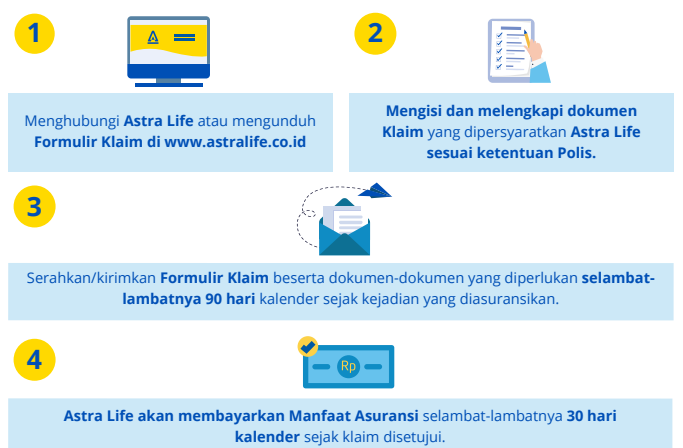 1
Menghubungi Astra Life atau mengunduh
Formulir Klaim di www.astralife.co.id
2
Mengisi dan melengkapi dokumen
Klaim yang dipersyaratkan Astra Life
sesuai ketentuan Polis.
3
Serahkan/kirimkan Formulir Klaim beserta dokumen-dokumen yang diperlukan selambat-
lambatnya 90 hari kalender sejak kejadian yang diasuransikan.
4
Rp
Astra Life akan membayarkan Manfaat Asuransi selambat-lambatnya 30 hari
kalender sejak klaim disetujui.